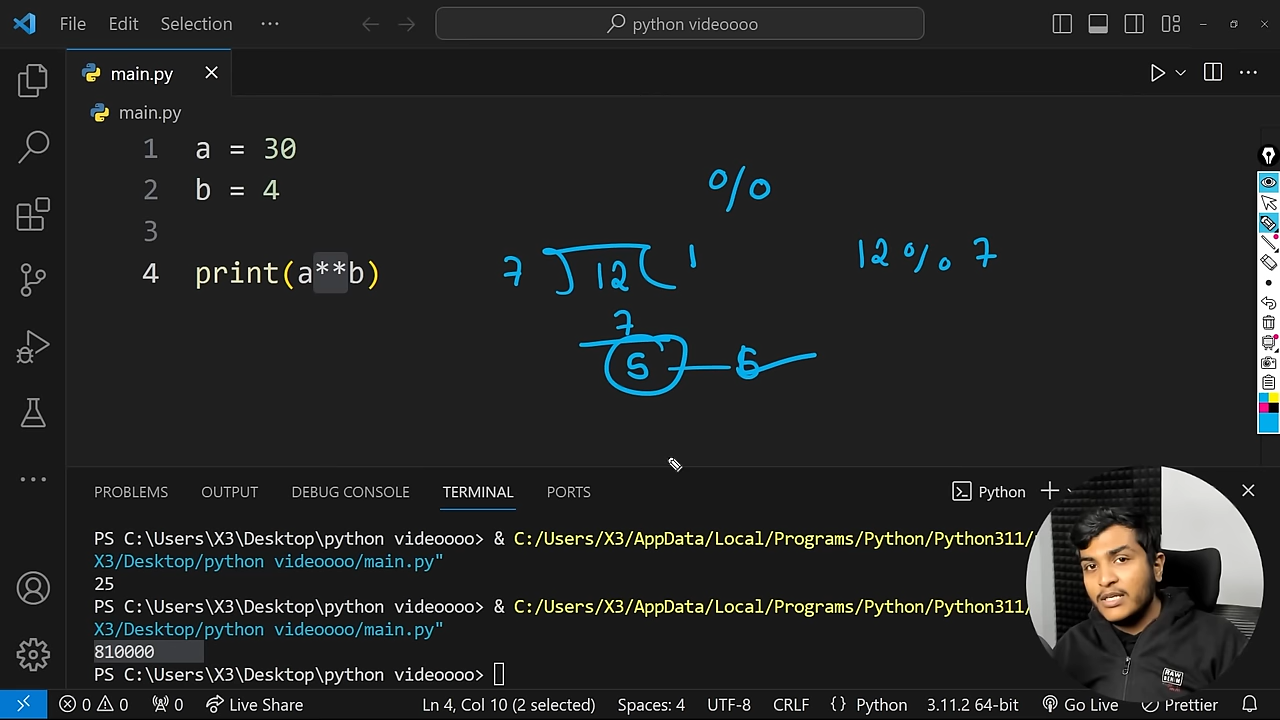 File Edit Selection ··· python videoooo
main.py
main.py
1 a = 30
2 b = 4
3
4 print(a**b)
%
7 12 1
7
5 5
12 % 7
PROBLEMS OUTPUT DEBUG CONSOLE TERMINAL PORTS Python
PS C:\Users\X3\Desktop\python videoooo> & C:/Users/X3/AppData/Local/Programs/Python/Python311/
X3/Desktop/python videoooo/main.py"
25
PS C:\Users\X3\Desktop\python videoooo> & C:/Users/X3/AppData/Local/Programs/Python/Python311/
X3/Desktop/python videoooo/main.py"
810000
PS C:\Users\X3\Desktop\python videoooo>
0 0 0 Live Share Ln 4, Col 10 (2 selected) Spaces: 4 UTF-8 CRLF {} Python 3.11.2 64-bit Go Live Prettier